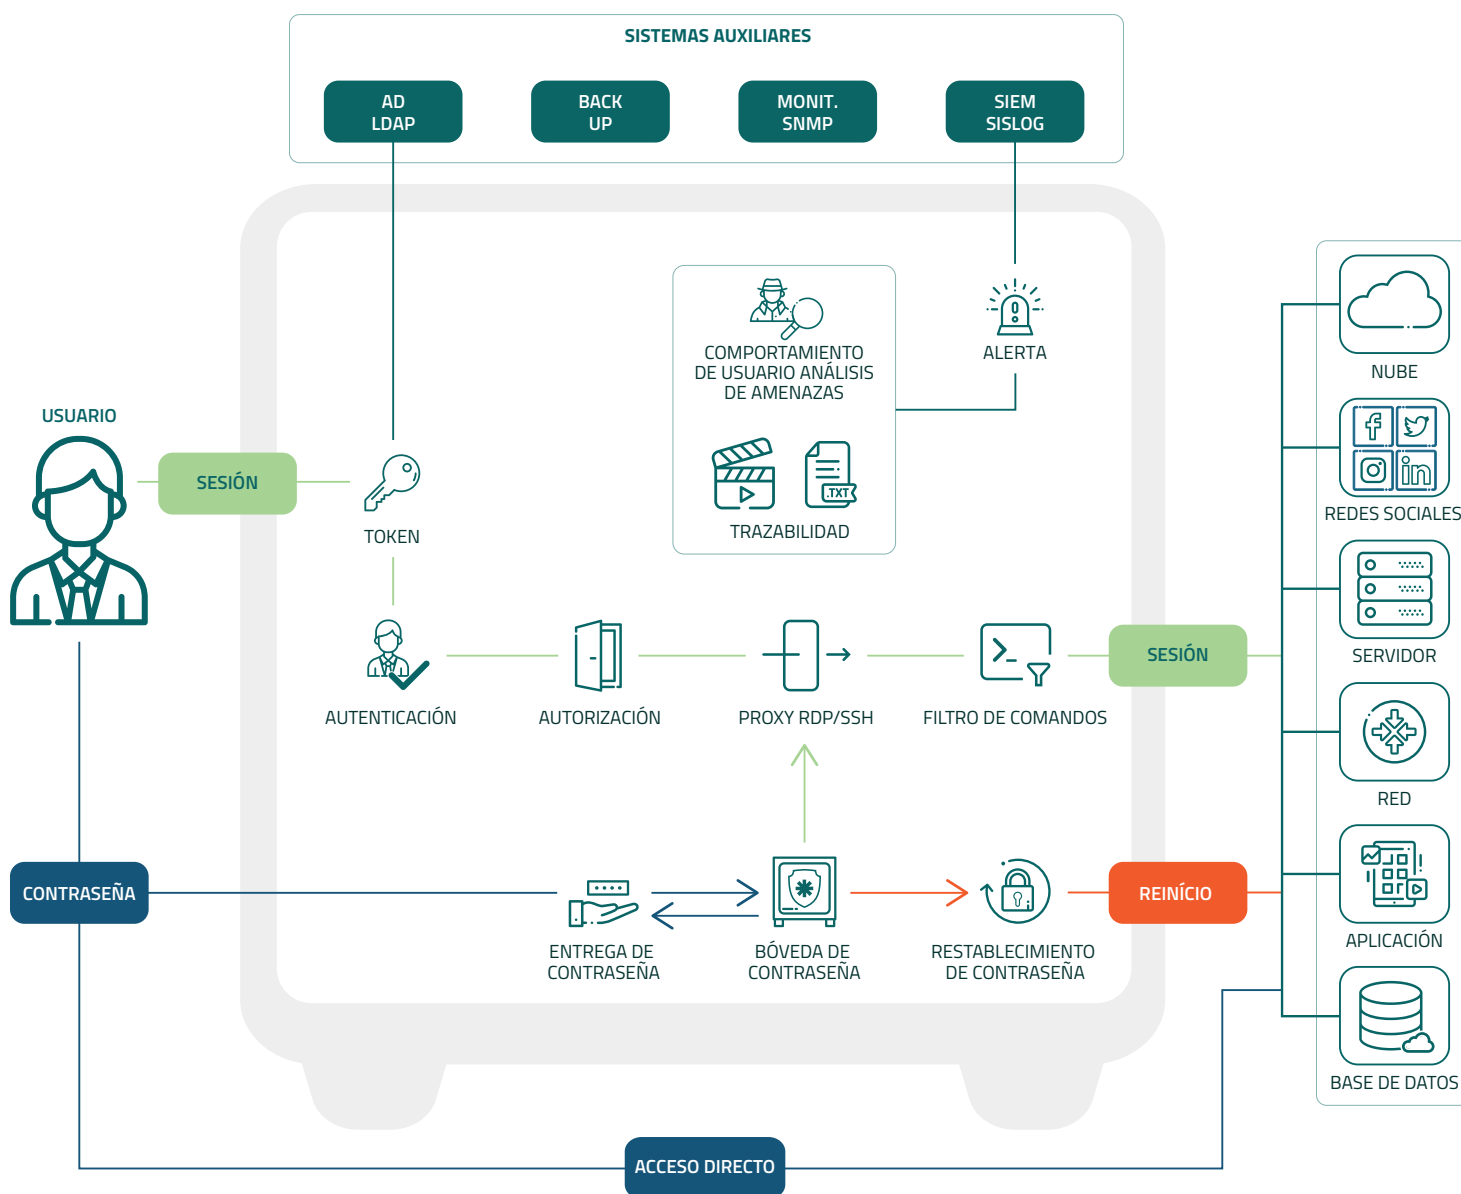 SISTEMAS AUXILIARES
AD
LDAP
BACK
UP
MONIT.
SNMP
SIEM
SISLOG
COMPORTAMIENTO
DE USUARIO ANÁLISIS
DE AMENAZAS
ALERTA
.TXT
TRAZABILIDAD
USUARIO
SESIÓN
TOKEN
AUTENTICACIÓN
AUTORIZACIÓN
PROXY RDP/SSH
FILTRO DE COMANDOS
SESIÓN
CONTRASEÑA
ENTREGA DE
CONTRASEÑA
BÓVEDA DE
CONTRASEÑA
RESTABLECIMIENTO
DE CONTRASEÑA
REINÍCIO
ACCESO DIRECTO
NUBE
f
in
REDES SOCIALES
SERVIDOR
RED
APLICACIÓN
BASE DE DATOS